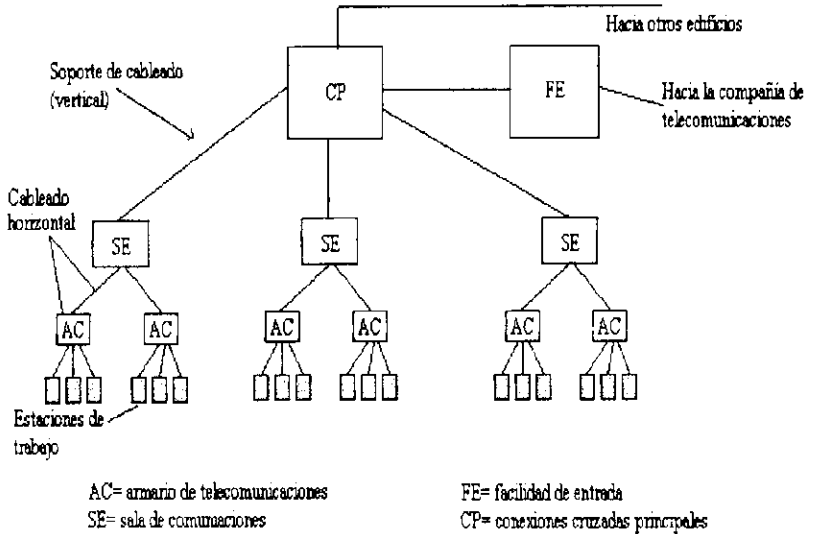 Hacia otros edificios
Soporte de cableado
(vertical)
CP
FE
Hacia la compañía de
telecomunicaciones
Cableado
horizontal
SE
SE
SE
AC
AC
AC
AC
AC
AC
Estaciones de
trabajo
AC= armario de telecomunicaciones
SE= sala de comunicaciones
FE= facilidad de entrada
CP= conexiones cruzadas principales